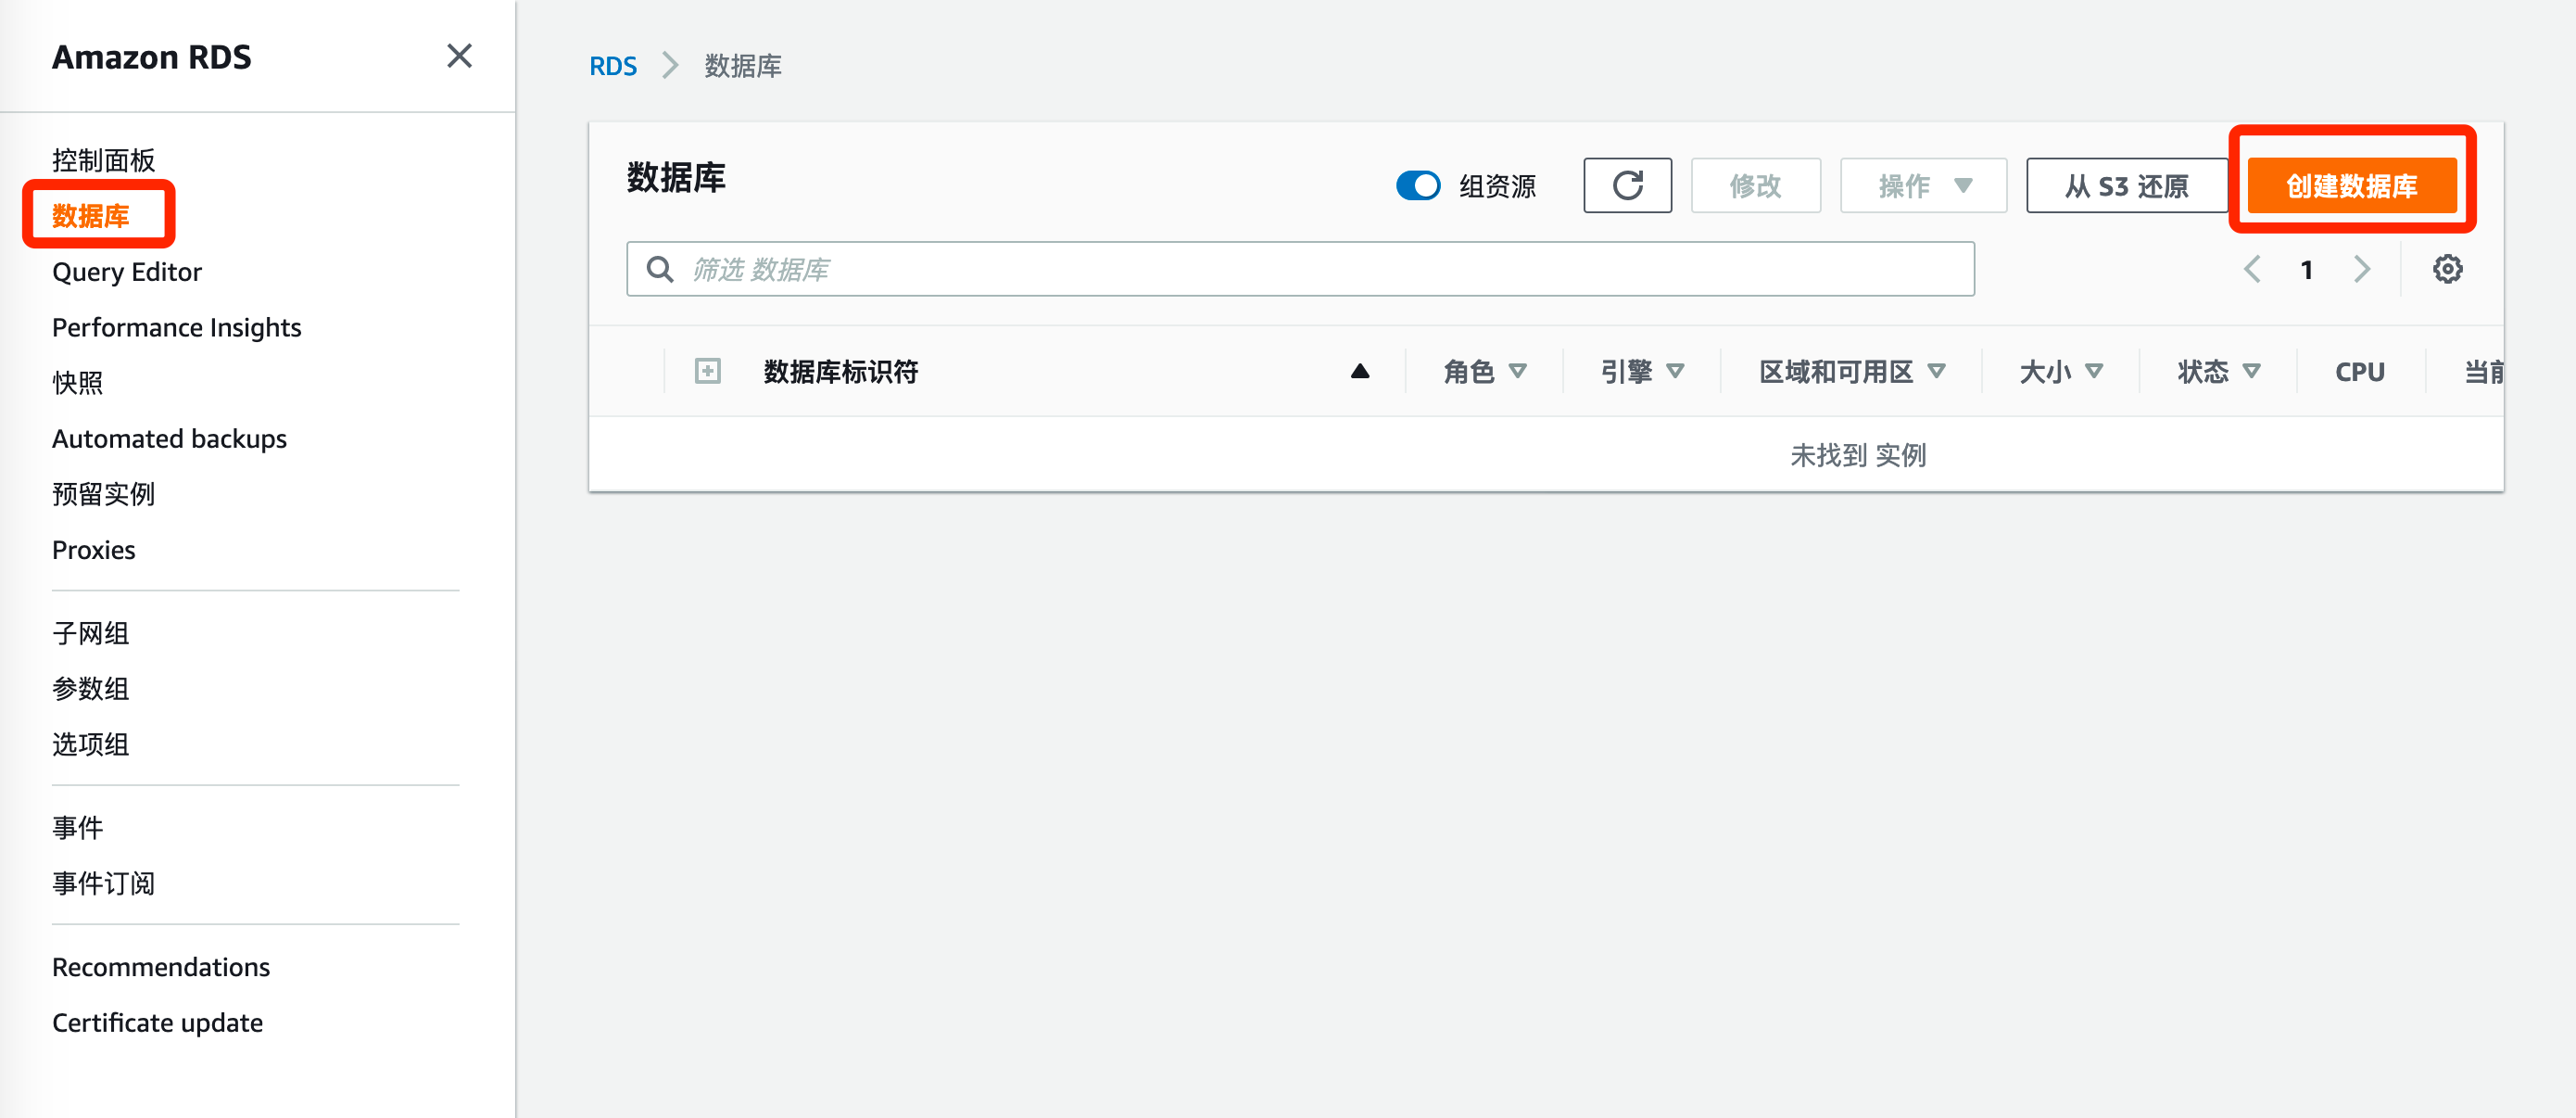 Amazon RDS
控制面板
数据库
Query Editor
Performance Insights
快照
Automated backups
预留实例
Proxies
子网组
参数组
选项组
事件
事件订阅
Recommendations
Certificate update
RDS 数据库
数据库 组资源 修改 操作 从 S3 还原 创建数据库
筛选 数据库 1
数据库标识符 角色 引擎 区域和可用区 大小 状态 CPU 当前
未找到 实例